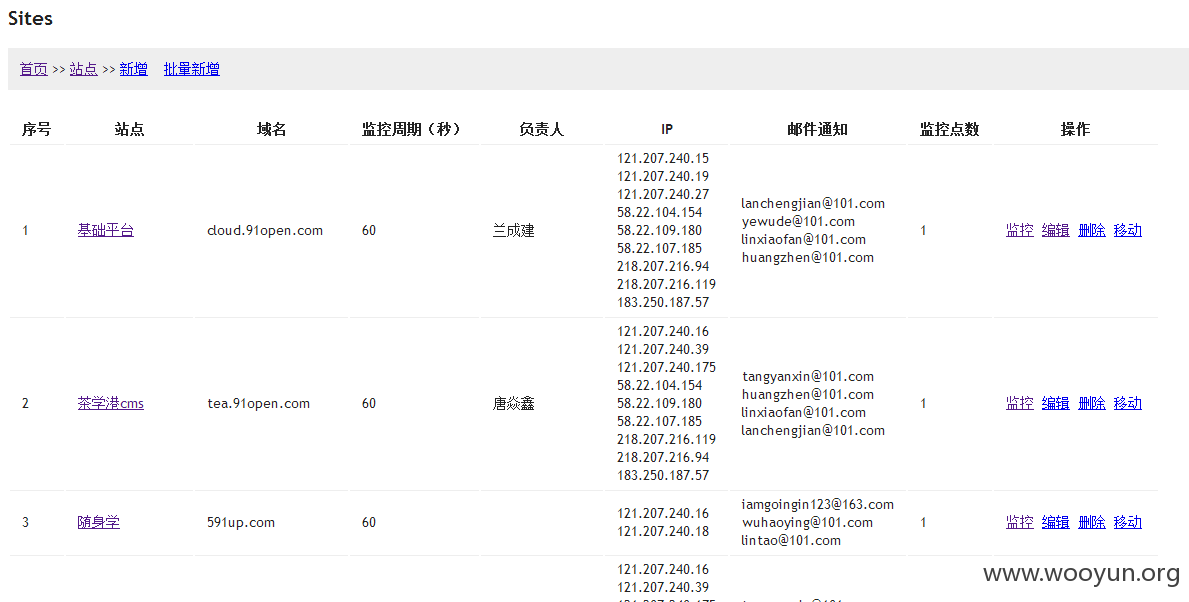 Sites
首页 >> 站点 >> 新增 批量新增
序号 站点 域名 监控周期（秒） 负责人 IP 邮件通知 监控点数 操作
1 基础平台 cloud.91open.com 60 兰成建
121.207.240.15
121.207.240.19
121.207.240.27
58.22.104.154
58.22.109.180
58.22.107.185
218.207.216.94
218.207.216.119
183.250.187.57
lanchengjian@101.com
yewude@101.com
linxiaofan@101.com
huangzhen@101.com
1 监控 编辑 删除 移动
2 茶学港cms tea.91open.com 60 唐焱鑫
121.207.240.16
121.207.240.39
121.207.240.175
58.22.104.154
58.22.109.180
58.22.107.185
218.207.216.119
218.207.216.94
183.250.187.57
tangyanxin@101.com
huangzhen@101.com
linxiaofan@101.com
lanchengjian@101.com
1 监控 编辑 删除 移动
3 随身学 591up.com 60
121.207.240.16
121.207.240.18
iamgoingin123@163.com
wuhaoying@101.com
lintao@101.com
1 监控 编辑 删除 移动
121.207.240.16
121.207.240.39
www.wooyun.org